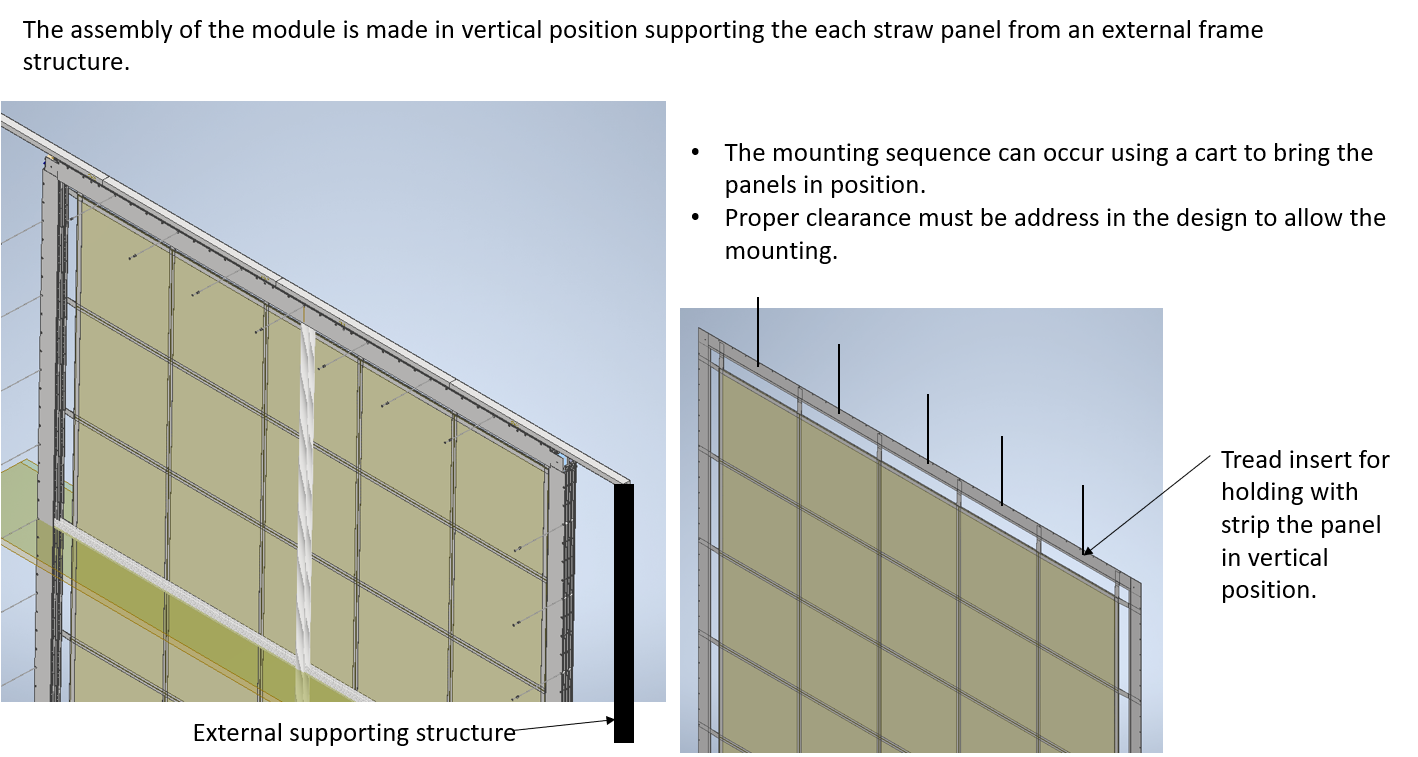 The assembly of the module is made in vertical position supporting the each straw panel from an external frame
structure.
• The mounting sequence can occur using a cart to bring the
panels in position.
• Proper clearance must be address in the design to allow the
mounting.
Tread insert for
holding with
strip the panel
in vertical
position.
External supporting structure